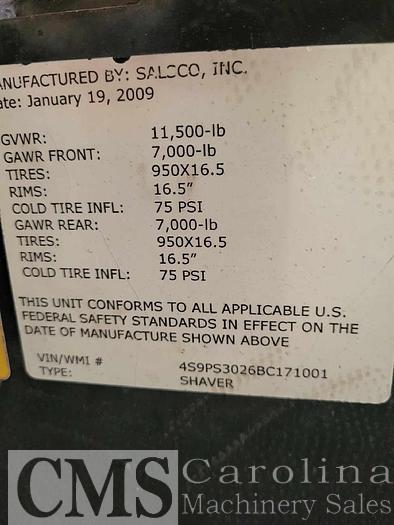 ANUFACTURED BY: SALSCO, INC.
ate: January 19, 2009
GVWR: 11,500-lb
GAWR FRONT: 7,000-lb
TIRES: 950X16.5
RIMS: 16.5"
COLD TIRE INFL: 75 PSI
GAWR REAR: 7,000-lb
TIRES: 950X16.5
RIMS: 16.5"
COLD TIRE INFL: 75 PSI
THIS UNIT CONFORMS TO ALL APPLICABLE U.S.
FEDERAL SAFETY STANDARDS IN EFFECT ON THE
DATE OF MANUFACTURE SHOWN ABOVE
VIN/WMI # 4S9PS3026BC171001
TYPE: SHAVER
CMS Carolina
Machinery Sales